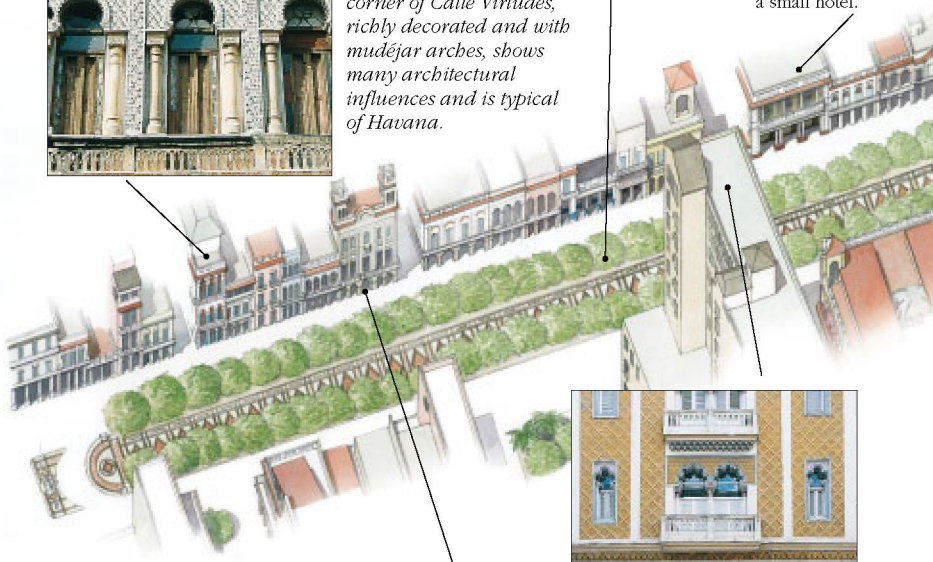 corner of Calle Virtudes,
richly decorated and with
mudéjar arches, shows
many architectural
influences and is typical
of Havana.
a small hotel.